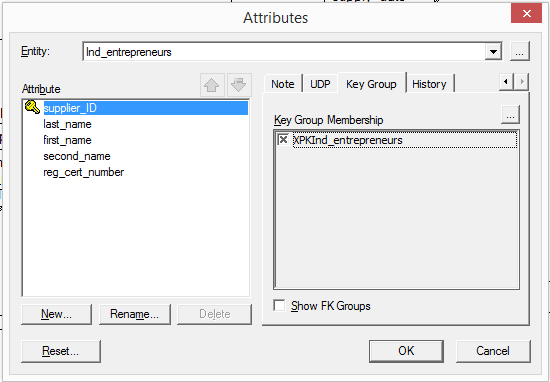 Attributes
Entity:
Ind_entrepreneurs
...
Attribute
supplier_ID
last_name
first_name
second_name
reg_cert_number
New...
Rename...
Delete
Reset...
Note
UDP
Key Group
History
Key Group Membership
...
XPKInd_entrepreneurs
Show FK Groups
OK
Cancel